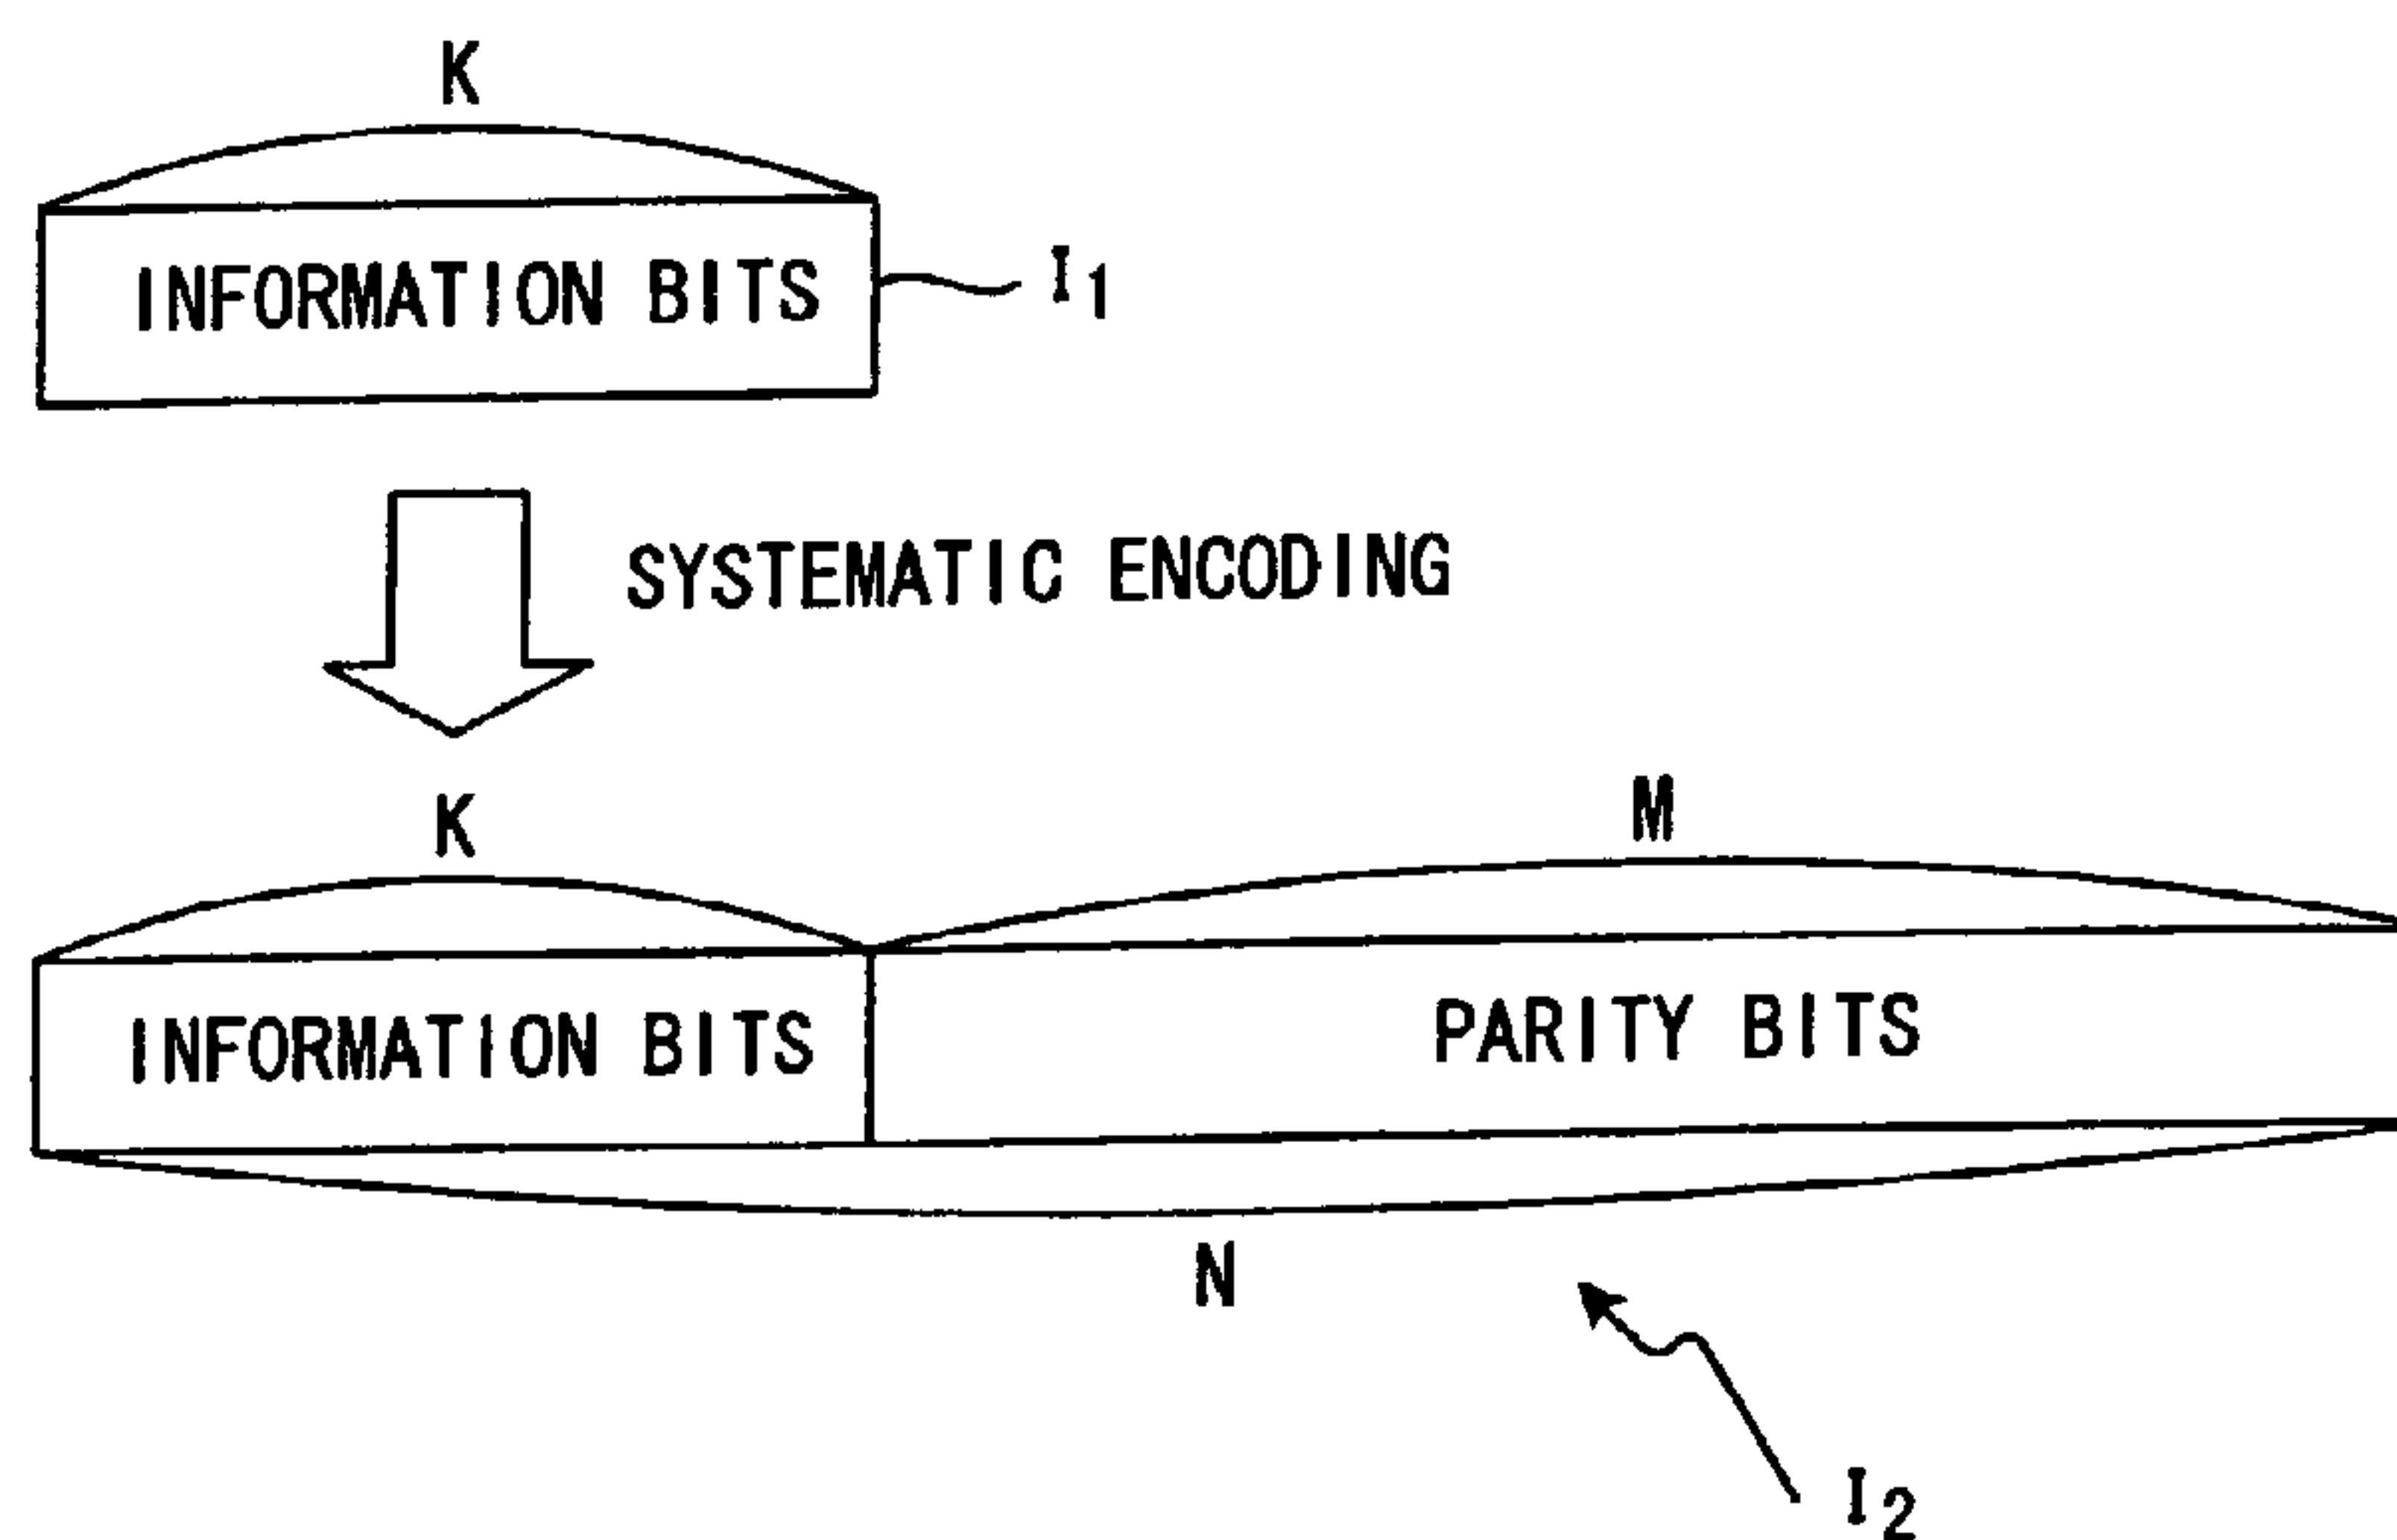 K
INFORMATION BITS
I1
SYSTEMATIC ENCODING
K
M
INFORMATION BITS
PARITY BITS
N
I2